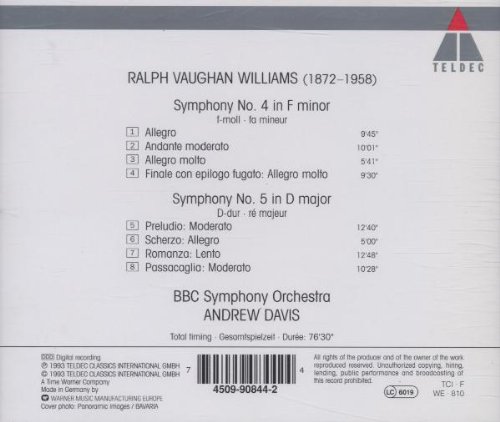 TELDEC
RALPH VAUGHAN WILLIAMS (1872–1958)
Symphony No. 4 in F minor
f-moll · fa mineur
1 Allegro 9'45"
2 Andante moderato 10'01"
3 Allegro molto 5'41"
4 Finale con epilogo fugato: Allegro molto 9'30"
Symphony No. 5 in D major
D-dur · ré majeur
5 Preludio: Moderato 12'40"
6 Scherzo: Allegro 5'00"
7 Romanza: Lento 12'48"
8 Passacaglia: Moderato 10'28"
BBC Symphony Orchestra
ANDREW DAVIS
Total timing · Gesamtspielzeit · Durée: 76'30"
DDD Digital recording
℗ 1993 TELDEC CLASSICS INTERNATIONAL GMBH
© 1993 TELDEC CLASSICS INTERNATIONAL GMBH
A Time Warner Company
Made in Germany by
WARNER MUSIC MANUFACTURING EUROPE
Cover photo: Panoramic images / BAVARIA
7 4
4509-90844-2
All rights of the producer and of the owner of the work
reproduced reserved. Unauthorized copying, hiring,
lending, public performance and broadcasting of
this record prohibited.
LC 6019
TCI · F
WE · 810